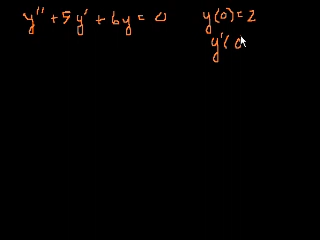 y'' + 5y' + 6y = 0 y(0) = 2
y'(0